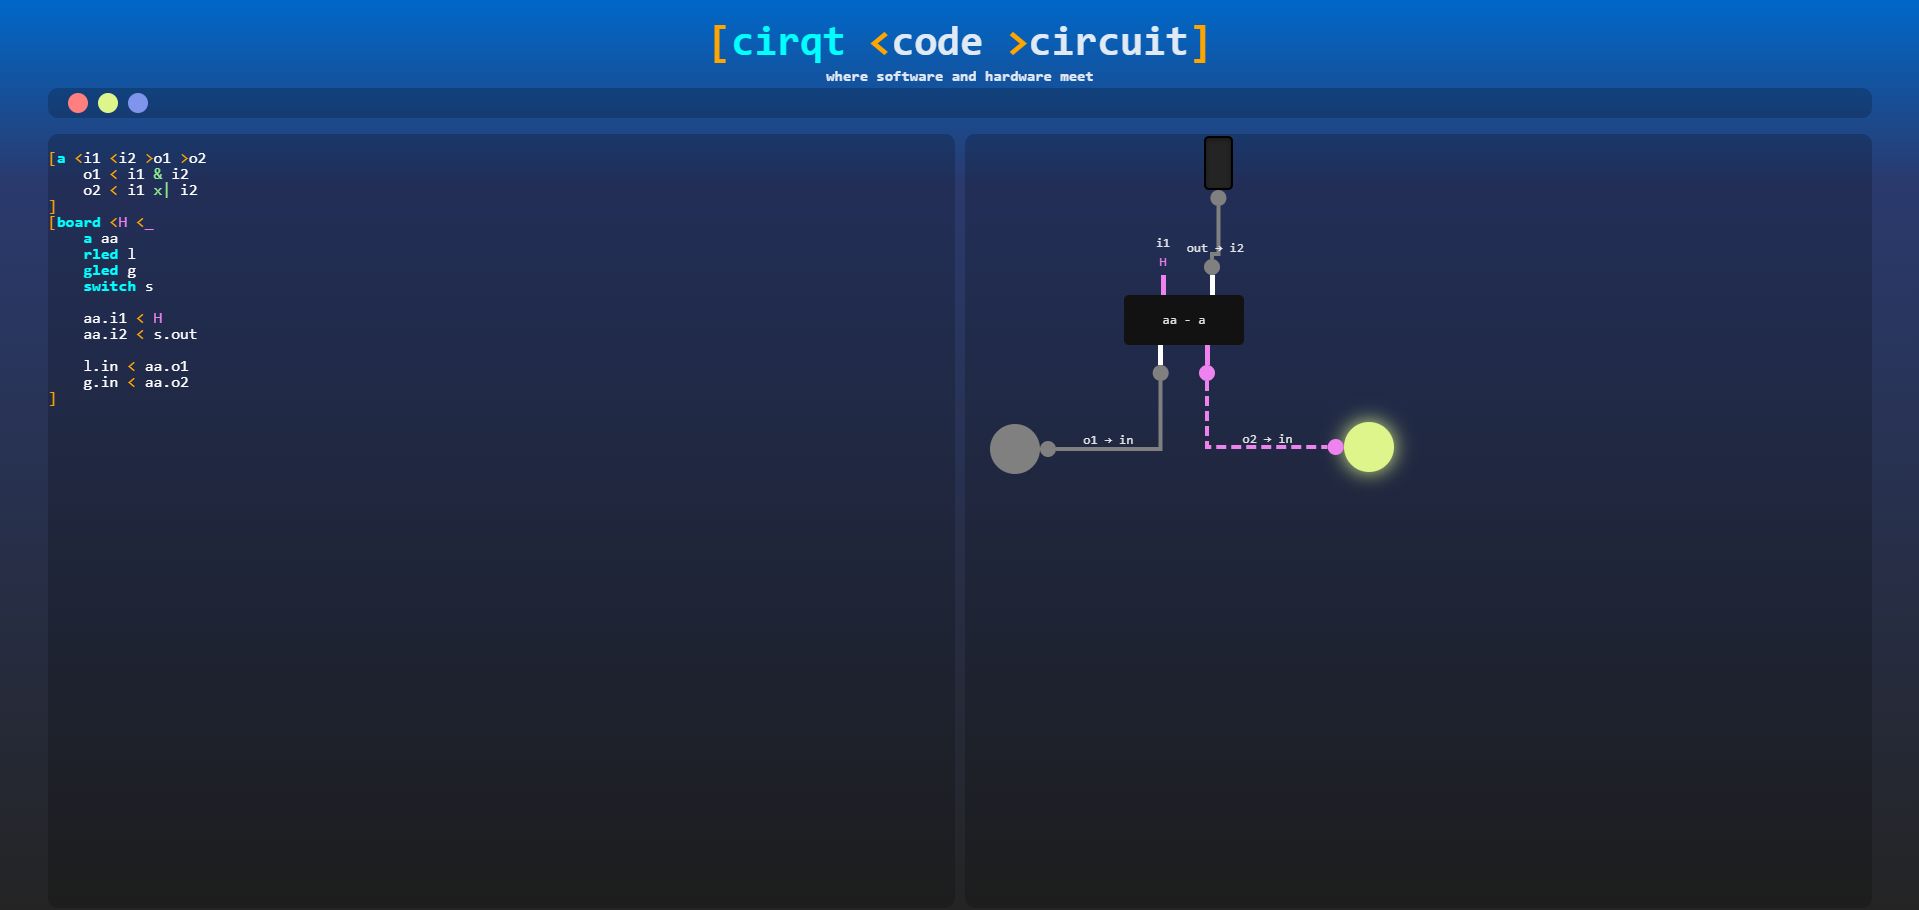 [cirqt <code >circuit]
where software and hardware meet
[a <i1 <i2 >o1 >o2
    o1 < i1 & i2
    o2 < i1 x| i2
]
[board <H <_
    a aa
    rled l
    gled g
    switch s

    aa.i1 < H
    aa.i2 < s.out

    l.in < aa.o1
    g.in < aa.o2
]
i1
out → i2
H
aa - a
o1 → in
o2 → in